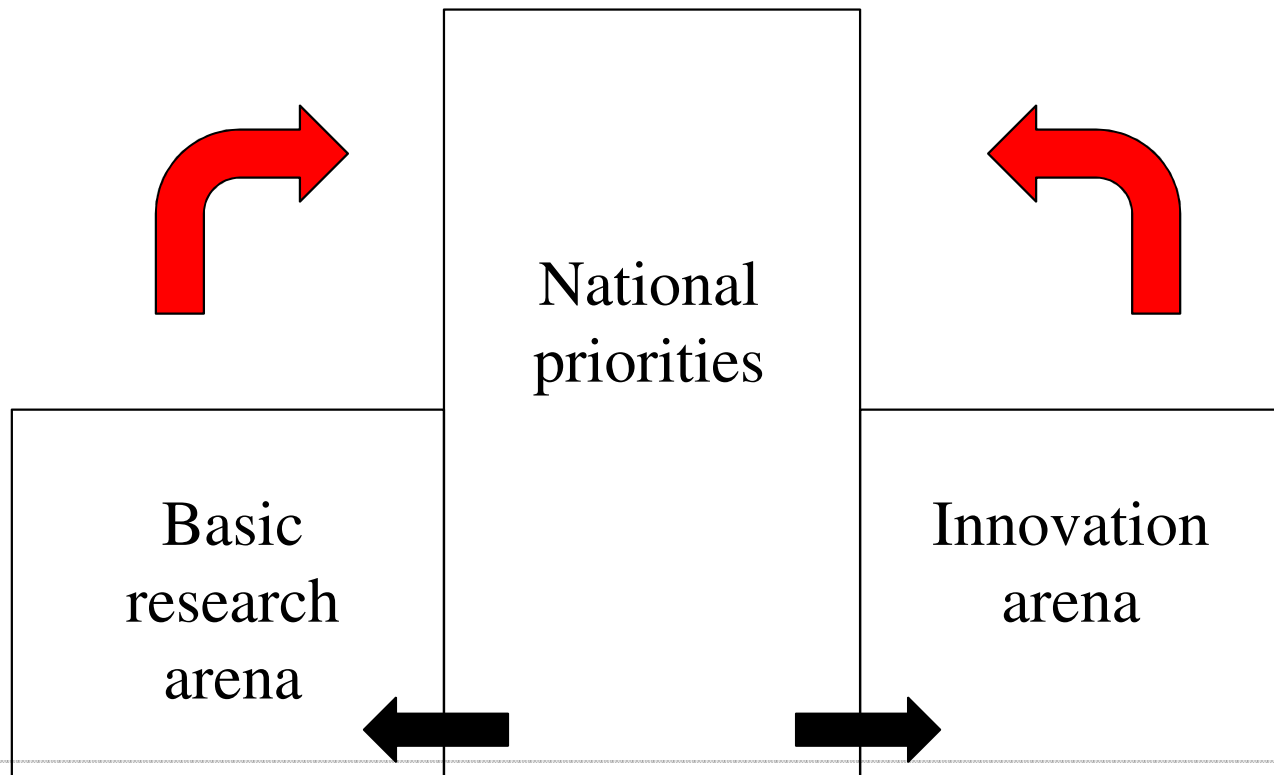 National
priorities
Basic
research
arena
Innovation
arena